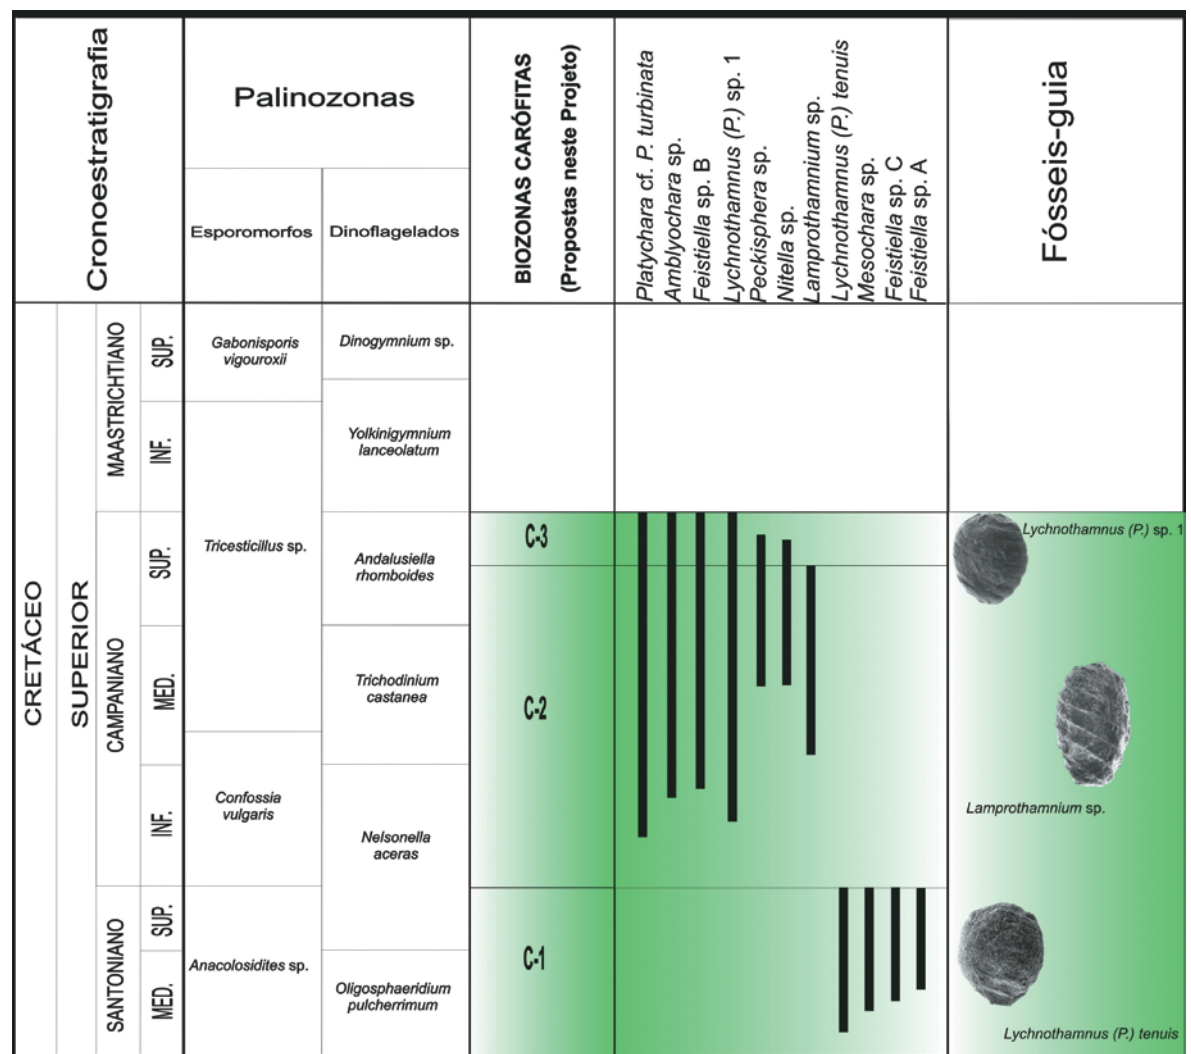 Cronoestratigrafia
Palinozonas
Esporomorfos
Dinoflagelados
BIOZONAS CARÓFITAS
(Propostas neste Projeto)
Platychara cf. P. turbinata
Amblyochara sp.
Feistiella sp. B
Lychnothamnus (P.) sp. 1
Peckisphera sp.
Nitella sp.
Lamprothamnium sp.
Lychnothamnus (P.) tenuis
Mesochara sp.
Feistiella sp. C
Feistiella sp. A
Fósseis-guia
CRETÁCEO
SUPERIOR
MAASTRICHTIANO
SUP.
INF.
CAMPANIANO
SUP.
MED.
INF.
SANTONIANO
SUP.
MED.
Gabonisporis
vigourouxii
Tricesticillus sp.
Confossia
vulgaris
Anacolosidites sp.
Dinogymnium sp.
Yolkinigymnium
lanceolatum
Andalusiella
rhomboides
Trichodinium
castanea
Nelsonella
aceras
Oligosphaeridium
pulcherrimum
C-3
C-2
C-1
Lychnothamnus (P.) sp. 1
Lamprothamnium sp.
Lychnothamnus (P.) tenuis